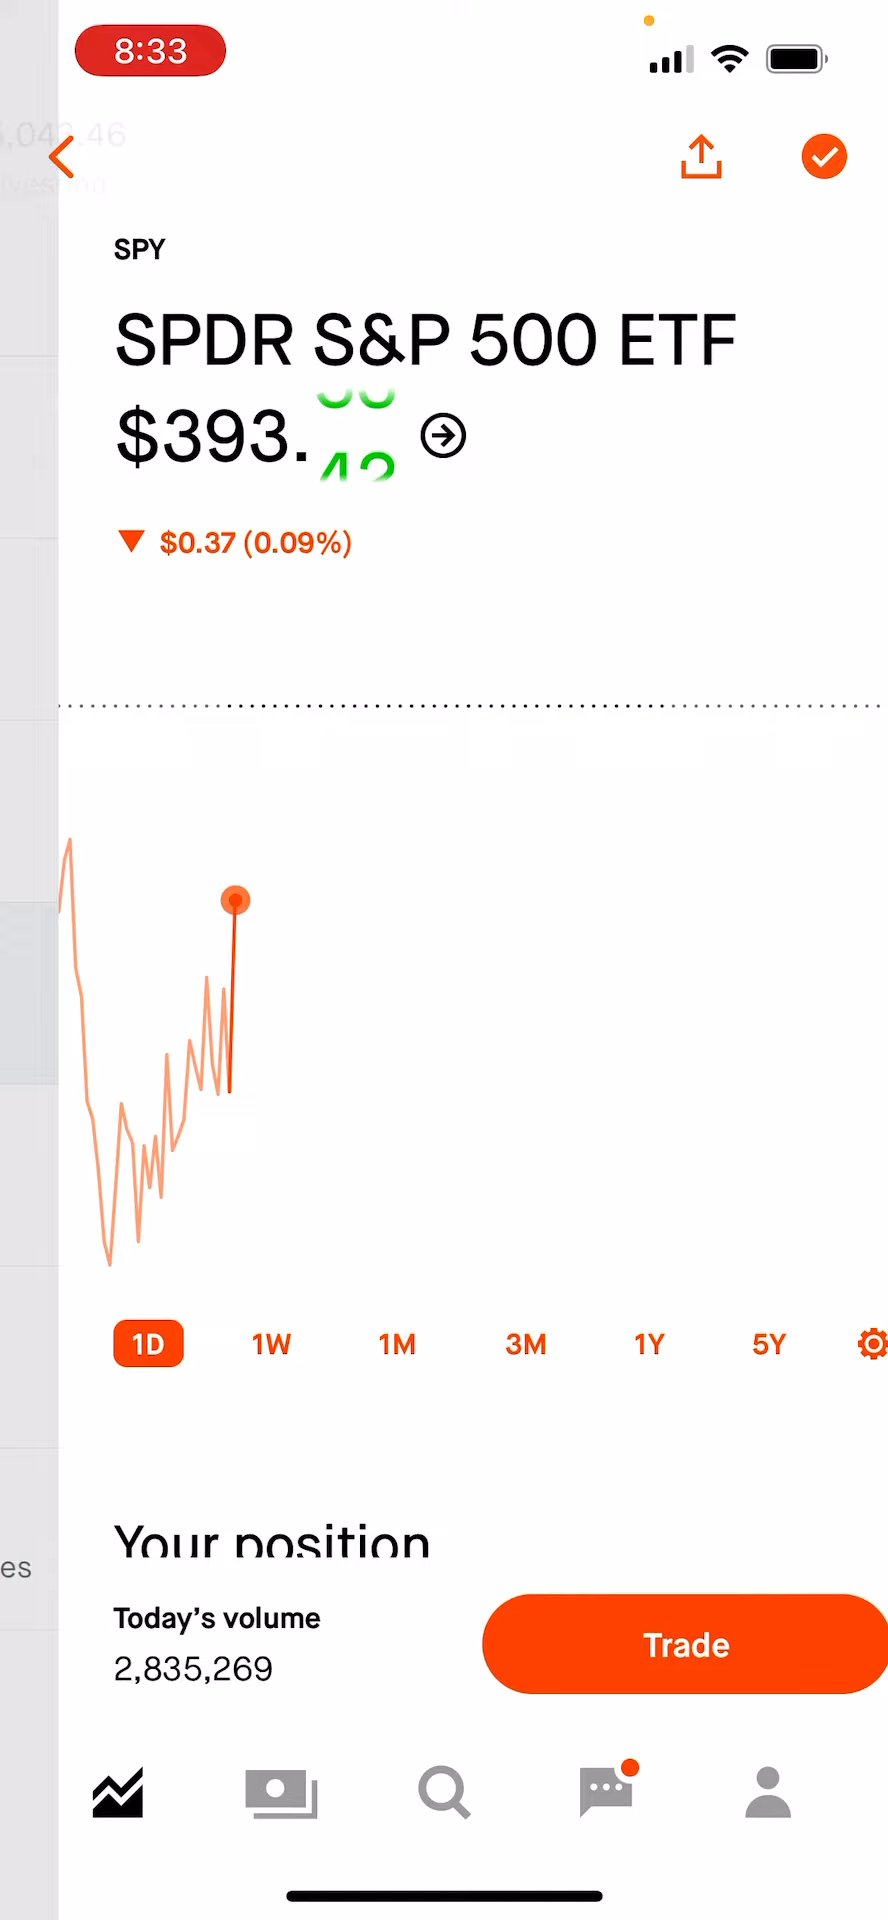 8:33
SPY
SPDR S&P 500 ETF
$393.
$0.37 (0.09%)
1D 1W 1M 3M 1Y 5Y
Your position
es
Today's volume
2,835,269
Trade